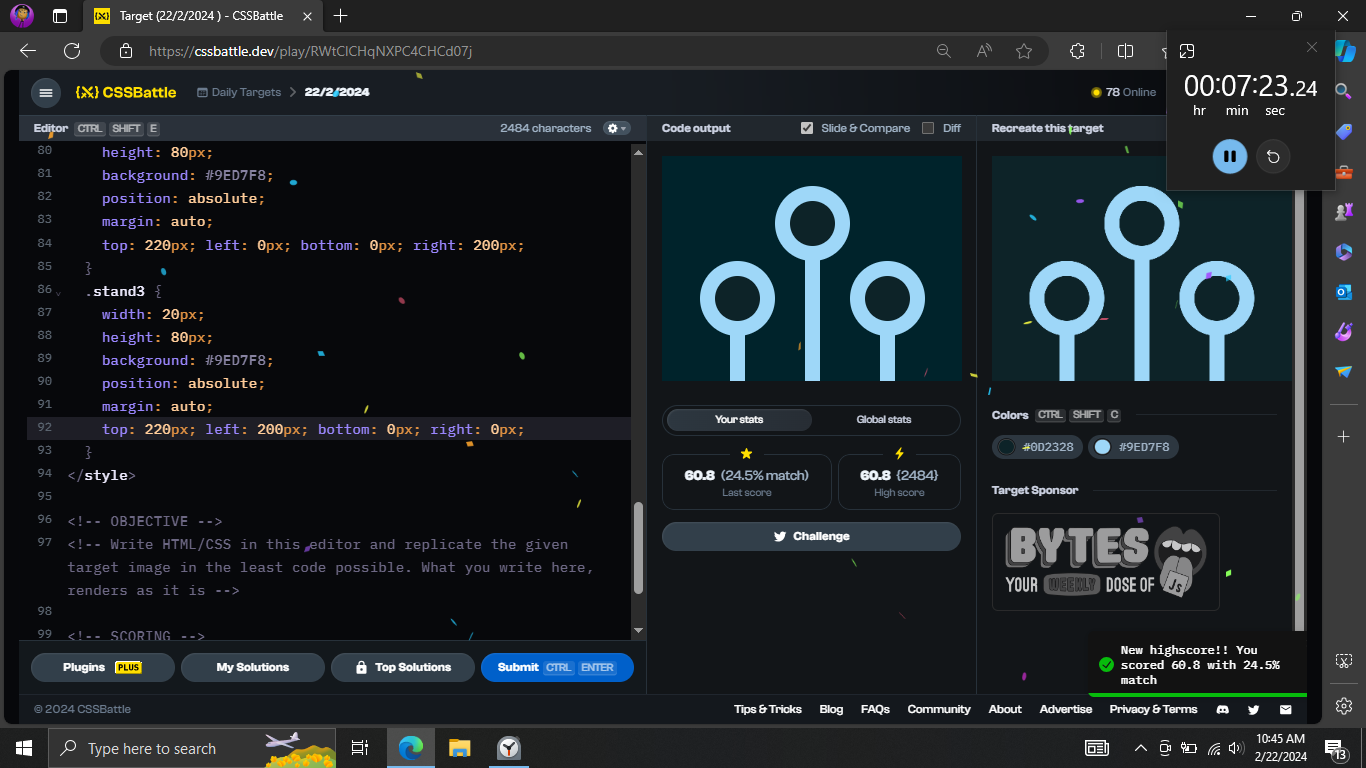 Target (22/2/2024 ) - CSSBattle
https://cssbattle.dev/play/RWtCICHqNXPC4CHCd07j
00:07:23.24
hr min sec
{X} CSSBattle
Daily Targets > 22/2/2024
78 Online
Editor CTRL SHIFT E
2484 characters
Code output
Slide & Compare
Diff
Recreate this target
80 height: 80px;
81 background: #9ED7F8;
82 position: absolute;
83 margin: auto;
84 top: 220px; left: 0px; bottom: 0px; right: 200px;
85 }
86 .stand3 {
87 width: 20px;
88 height: 80px;
89 background: #9ED7F8;
90 position: absolute;
91 margin: auto;
92 top: 220px; left: 200px; bottom: 0px; right: 0px;
93 }
94 </style>
95
96 <!-- OBJECTIVE -->
97 <!-- Write HTML/CSS in this editor and replicate the given
target image in the least code possible. What you write here,
renders as it is -->
98
99 <!-- SCORING -->
Your stats
Global stats
60.8 (24.5% match)
Last score
60.8 {2484}
High score
Challenge
Colors CTRL SHIFT C
#0D2328
#9ED7F8
Target Sponsor
BYTES
YOUR WEEKLY DOSE OF JS
New highscore!! You
scored 60.8 with 24.5%
match
Plugins PLUS
My Solutions
Top Solutions
Submit CTRL ENTER
© 2024 CSSBattle
Tips & Tricks
Blog
FAQs
Community
About
Advertise
Privacy & Terms
Type here to search
10:45 AM
2/22/2024
13